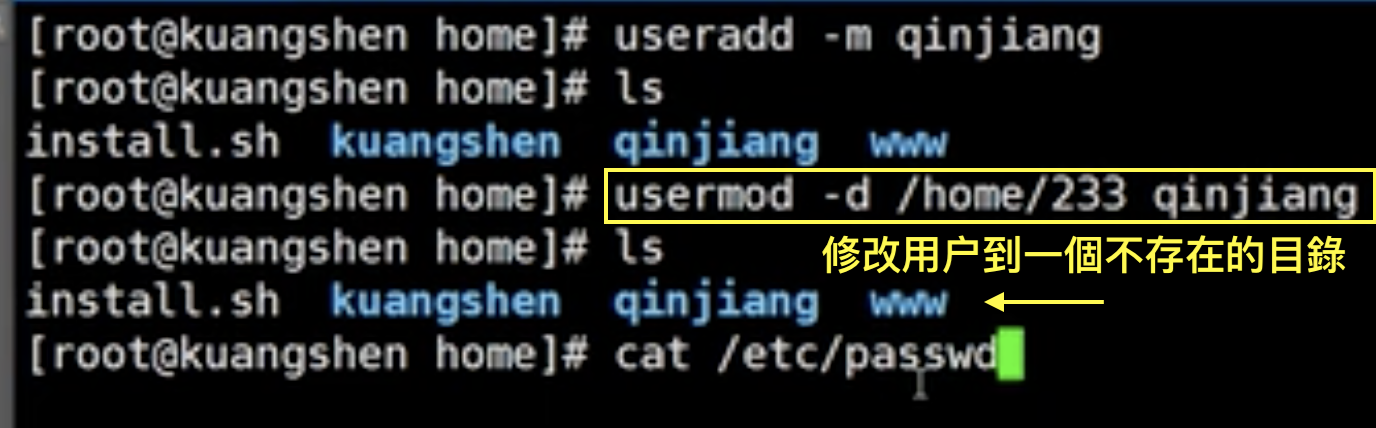 [root@kuangshen home]# useradd -m qinjiang
[root@kuangshen home]# ls
install.sh  kuangshen  qinjiang  www
[root@kuangshen home]# usermod -d /home/233 qinjiang
[root@kuangshen home]# ls
修改用户到一個不存在的目錄
install.sh  kuangshen  qinjiang  www
[root@kuangshen home]# cat /etc/passwd